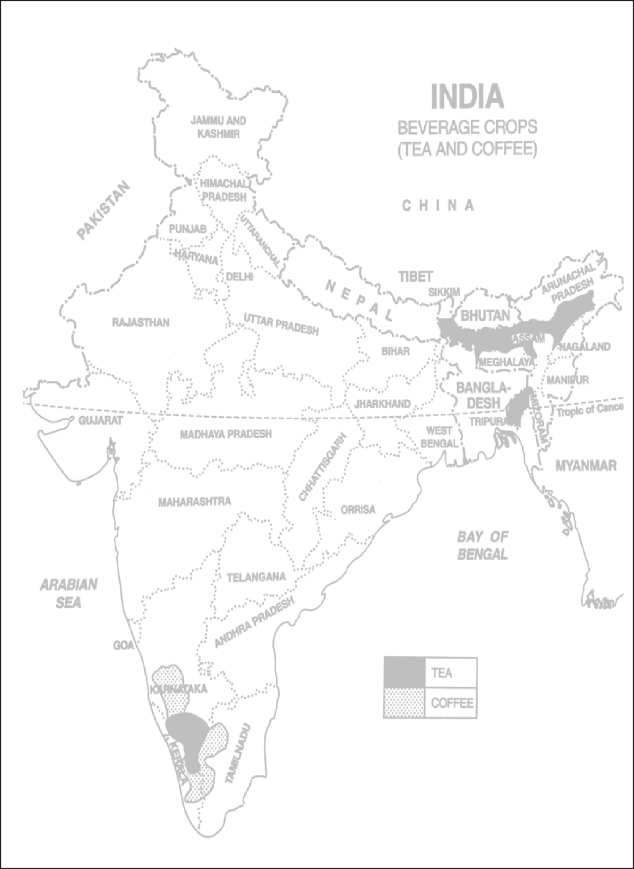 INDIA
BEVERAGE CROPS
(TEA AND COFFEE)
JAMMU AND
KASHMIR
HIMACHAL
PRADESH
PAKISTAN
CHINA
PUNJAB
UTTARANCHAL
HARYANA
DELHI
TIBET
SIKKIM
ARUNACHAL
PRADESH
NEPAL
BHUTAN
RAJASTHAN
UTTAR PRADESH
ASSAM
NAGALAND
BIHAR
MEGHALAYA
MANIPUR
BANGLA-
DESH
JHARKHAND
MIZORAM
Tropic of Cance
GUJARAT
TRIPURA
MADHAYA PRADESH
WEST
BENGAL
CHHATTISGARH
MYANMAR
MAHARASHTRA
ORRISA
BAY OF
BENGAL
ARABIAN
SEA
TELANGANA
ANDHRA PRADESH
GOA
TEA
KARNATAKA
COFFEE
KERALA
TAMILNADU